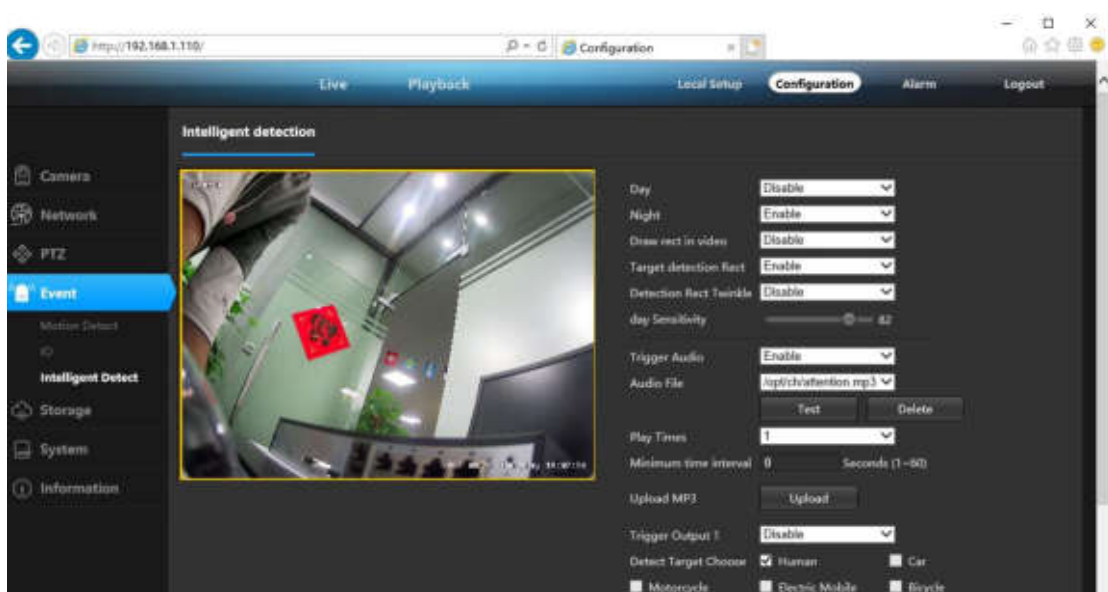 http://192.168.1.110/
Configuration
Live Playback Local Setup Configuration Alarm Logout
Intelligent detection
Camera
Network
PTZ
Event
Motion Detect
IO
Intelligent Detect
Storage
System
Information
Day Disable
Night Enable
Draw rect in video Disable
Target detection Rect Enable
Detection Rect Twinkle Disable
day Sensitivity 82
Trigger Audio Enable
Audio File /opt/ch/attention.mp3
Test Delete
Play Times 1
Minimum time interval 0 Seconds (1~60)
Upload MP3 Upload
Trigger Output 1 Disable
Detect Target Choose Human Car
Motorcycle Electric Mobile Bicycle